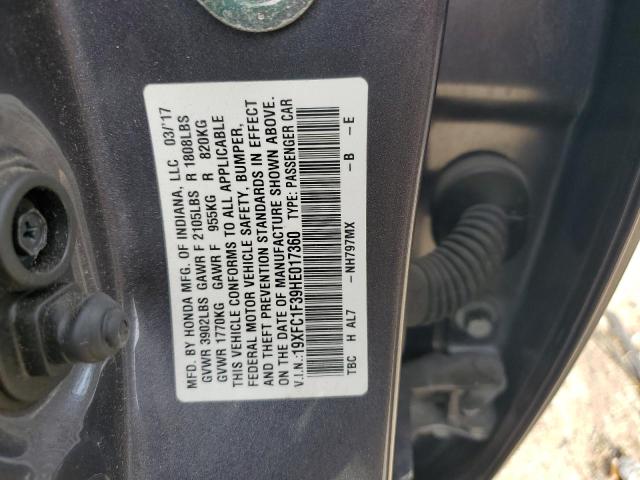 MFD. BY HONDA MFG. OF INDIANA, LLC 03/'17
GVWR 3902LBS GAWR F 2105LBS R 1808LBS
GVWR 1770KG GAWR F 955KG R 820KG
THIS VEHICLE CONFORMS TO ALL APPLICABLE
FEDERAL MOTOR VEHICLE SAFETY, BUMPER,
AND THEFT PREVENTION STANDARDS IN EFFECT
ON THE DATE OF MANUFACTURE SHOWN ABOVE.
V.I.N.:19XFC1F39HE017360 TYPE: PASSENGER CAR
TBC H AL7 – NH797MX – B – E